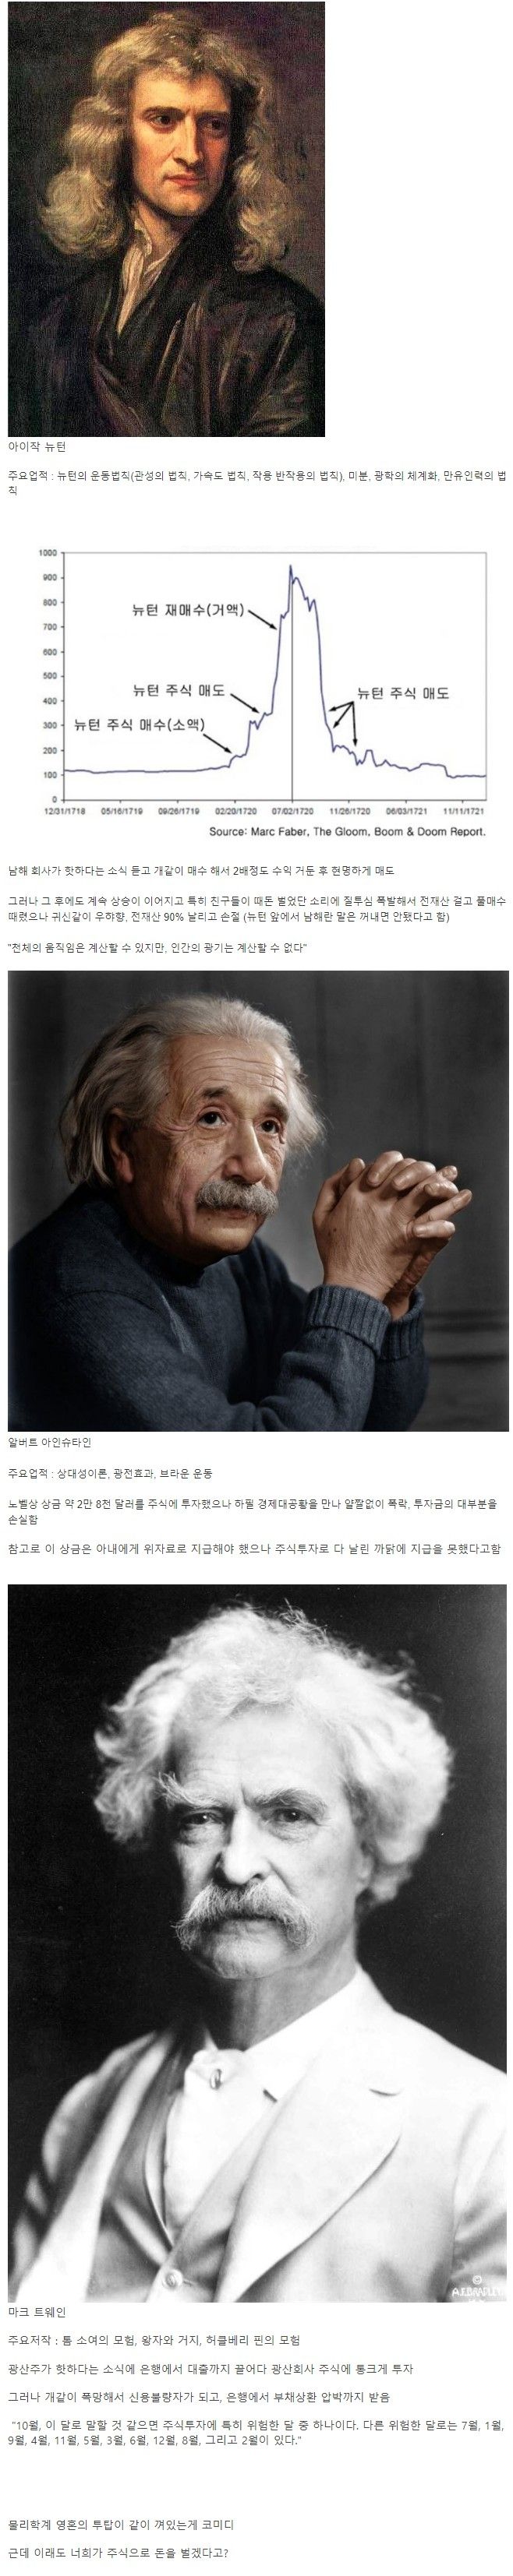 아이작 뉴턴
주요업적 : 뉴턴의 운동법칙(관성의 법칙, 가속도 법칙, 작용 반작용의 법칙), 미분, 광학의 체계화, 만유인력의 법
칙
1000
900
800
700
600
500
400
300
200
100
0
뉴턴 재매수(거액)
뉴턴 주식 매도
뉴턴 주식 매도
뉴턴 주식 매수(소액)
12/31/1718 05/16/1719 09/26/1719 02/20/1720 07/02/1720 11/26/1720 06/03/1721 11/11/1721
Source: Marc Faber, The Gloom, Boom & Doom Report.
남해 회사가 핫하다는 소식 듣고 개같이 매수 해서 2배정도 수익 거둔 후 현명하게 매도
그러나 그 후에도 계속 상승이 이어지고 특히 친구들이 떼돈 벌었단 소리에 질투심 폭발해서 전재산 걸고 풀매수
때렸으나 귀신같이 우햐향, 전재산 90% 날리고 손절 (뉴턴 앞에서 남해란 말은 꺼내면 안됐다고 함)
"천체의 움직임은 계산할 수 있지만, 인간의 광기는 계산할 수 없다"
알버트 아인슈타인
주요업적 : 상대성이론, 광전효과, 브라운 운동
노벨상 상금 약 2만 8천 달러를 주식에 투자했으나 하필 경제대공황을 만나 얄짤없이 폭락, 투자금의 대부분을
손실함
참고로 이 상금은 아내에게 위자료로 지급해야 했으나 주식투자로 다 날린 까닭에 지급을 못했다고함
©
A.F.BRADLEY
마크 트웨인
주요저작 : 톰 소여의 모험, 왕자와 거지, 허클베리 핀의 모험
광산주가 핫하다는 소식에 은행에서 대출까지 끌어다 광산회사 주식에 통크게 투자
그러나 개같이 폭망해서 신용불량자가 되고, 은행에서 부채상환 압박까지 받음
"10월, 이 달로 말할 것 같으면 주식투자에 특히 위험한 달 중 하나이다. 다른 위험한 달로는 7월, 1월,
9월, 4월, 11월, 5월, 3월, 6월, 12월, 8월, 그리고 2월이 있다."
물리학계 영혼의 투탑이 같이 껴있는게 코미디
근데 이래도 너희가 주식으로 돈을 벌겠다고?